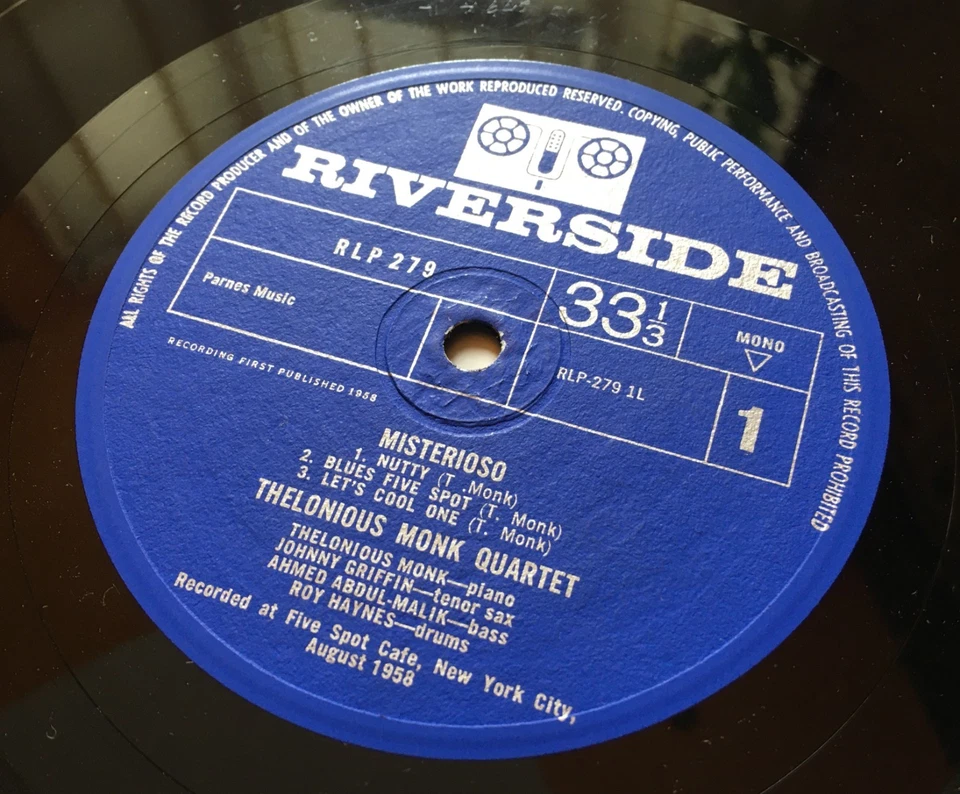 ALL RIGHTS OF THE RECORD PRODUCER AND OF THE OWNER OF THE WORK REPRODUCED RESERVED. COPYING, PUBLIC PERFORMANCE AND BROADCASTING OF THIS RECORD PROHIBITED
RIVERSIDE
RLP 279
33 1/3
MONO
Parnes Music
RLP-279 1L
1
RECORDING FIRST PUBLISHED 1958
MISTERIOSO
1. NUTTY (T .Monk)
2. BLUES FIVE SPOT (T. Monk)
3. LET'S COOL ONE (T. Monk)
THELONIOUS MONK QUARTET
THELONIOUS MONK—piano
JOHNNY GRIFFIN—tenor sax
AHMED ABDUL-MALIK—bass
ROY HAYNES—drums
Recorded at Five Spot Cafe, New York City,
August 1958